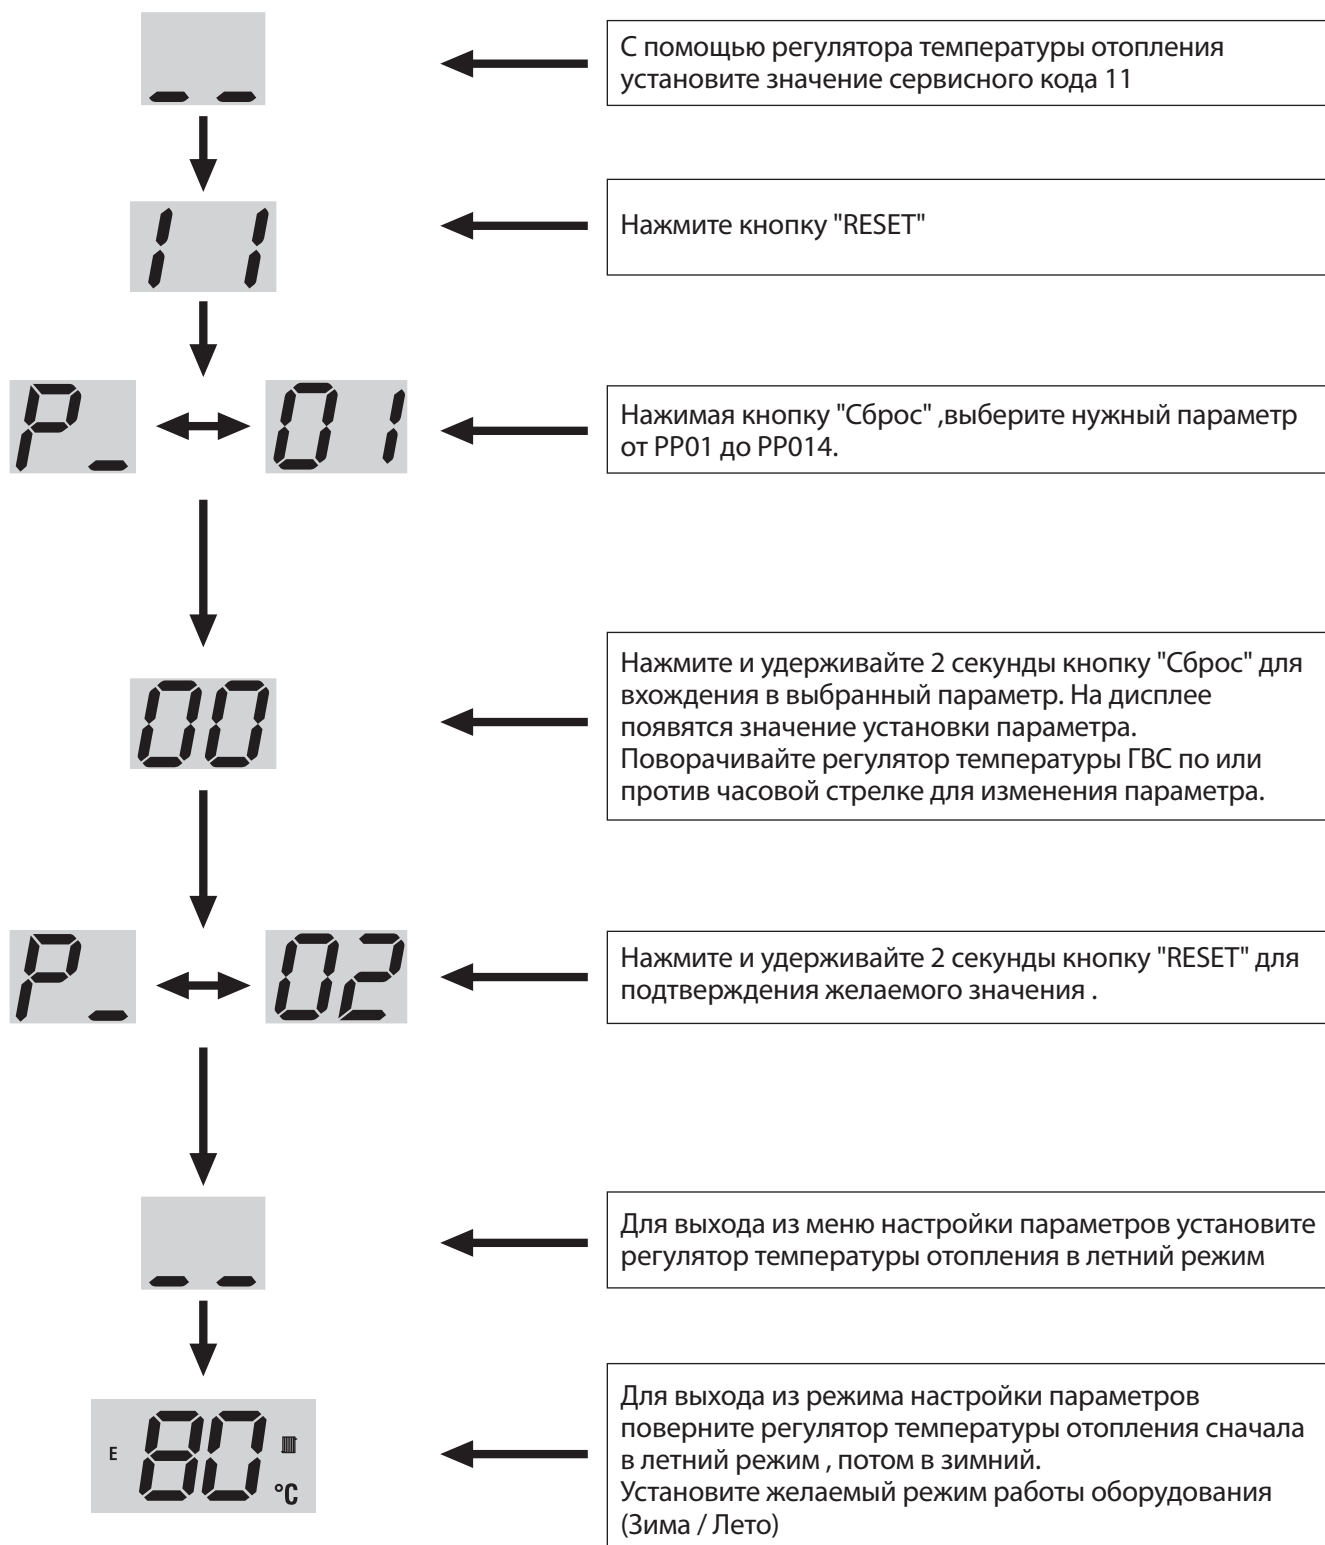 _ _
С помощью регулятора температуры отопления
установите значение сервисного кода 11
11
Нажмите кнопку "RESET"
P_
01
Нажимая кнопку "Сброс" ,выберите нужный параметр
от PP01 до PP014.
00
Нажмите и удерживайте 2 секунды кнопку "Сброс" для
вхождения в выбранный параметр. На дисплее
появятся значение установки параметра.
Поворачивайте регулятор температуры ГВС по или
против часовой стрелке для изменения параметра.
P_
02
Нажмите и удерживайте 2 секунды кнопку "RESET" для
подтверждения желаемого значения .
_ _
Для выхода из меню настройки параметров установите
регулятор температуры отопления в летний режим
E 80 °C
Для выхода из режима настройки параметров
поверните регулятор температуры отопления сначала
в летний режим , потом в зимний.
Установите желаемый режим работы оборудования
(Зима / Лето)